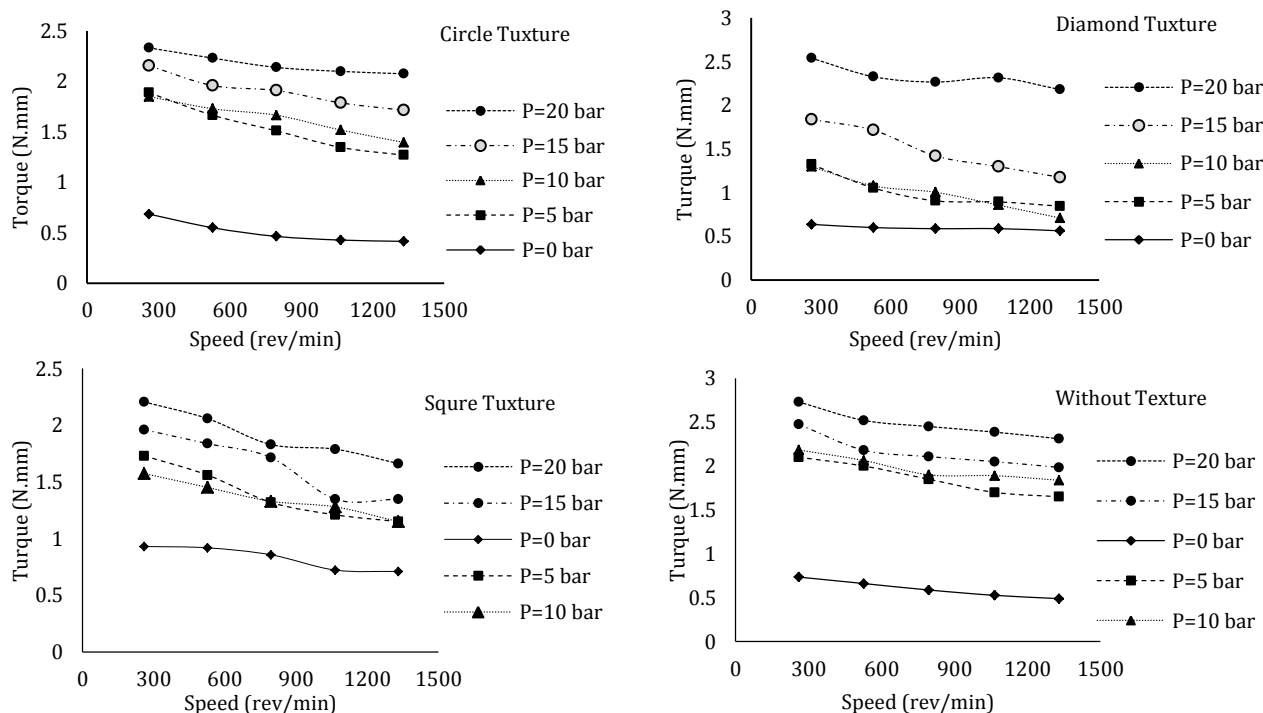 Circle Tuxture
2.5
2
1.5
1
0.5
0
Torque (N.mm)
0 300 600 900 1200 1500
Speed (rev/min)
P=20 bar
P=15 bar
P=10 bar
P=5 bar
P=0 bar
Diamond Tuxture
3
2.5
2
1.5
1
0.5
0
Turque (N.mm)
0 300 600 900 1200 1500
Speed (rev/min)
P=20 bar
P=15 bar
P=10 bar
P=5 bar
P=0 bar
Squre Tuxture
2.5
2
1.5
1
0.5
0
Turque (N.mm)
0 300 600 900 1200 1500
Speed (rev/min)
P=20 bar
P=15 bar
P=0 bar
P=5 bar
P=10 bar
Without Texture
3
2.5
2
1.5
1
0.5
0
Turque (N.mm)
0 300 600 900 1200 1500
Speed (rev/min)
P=20 bar
P=15 bar
P=0 bar
P=5 bar
P=10 bar